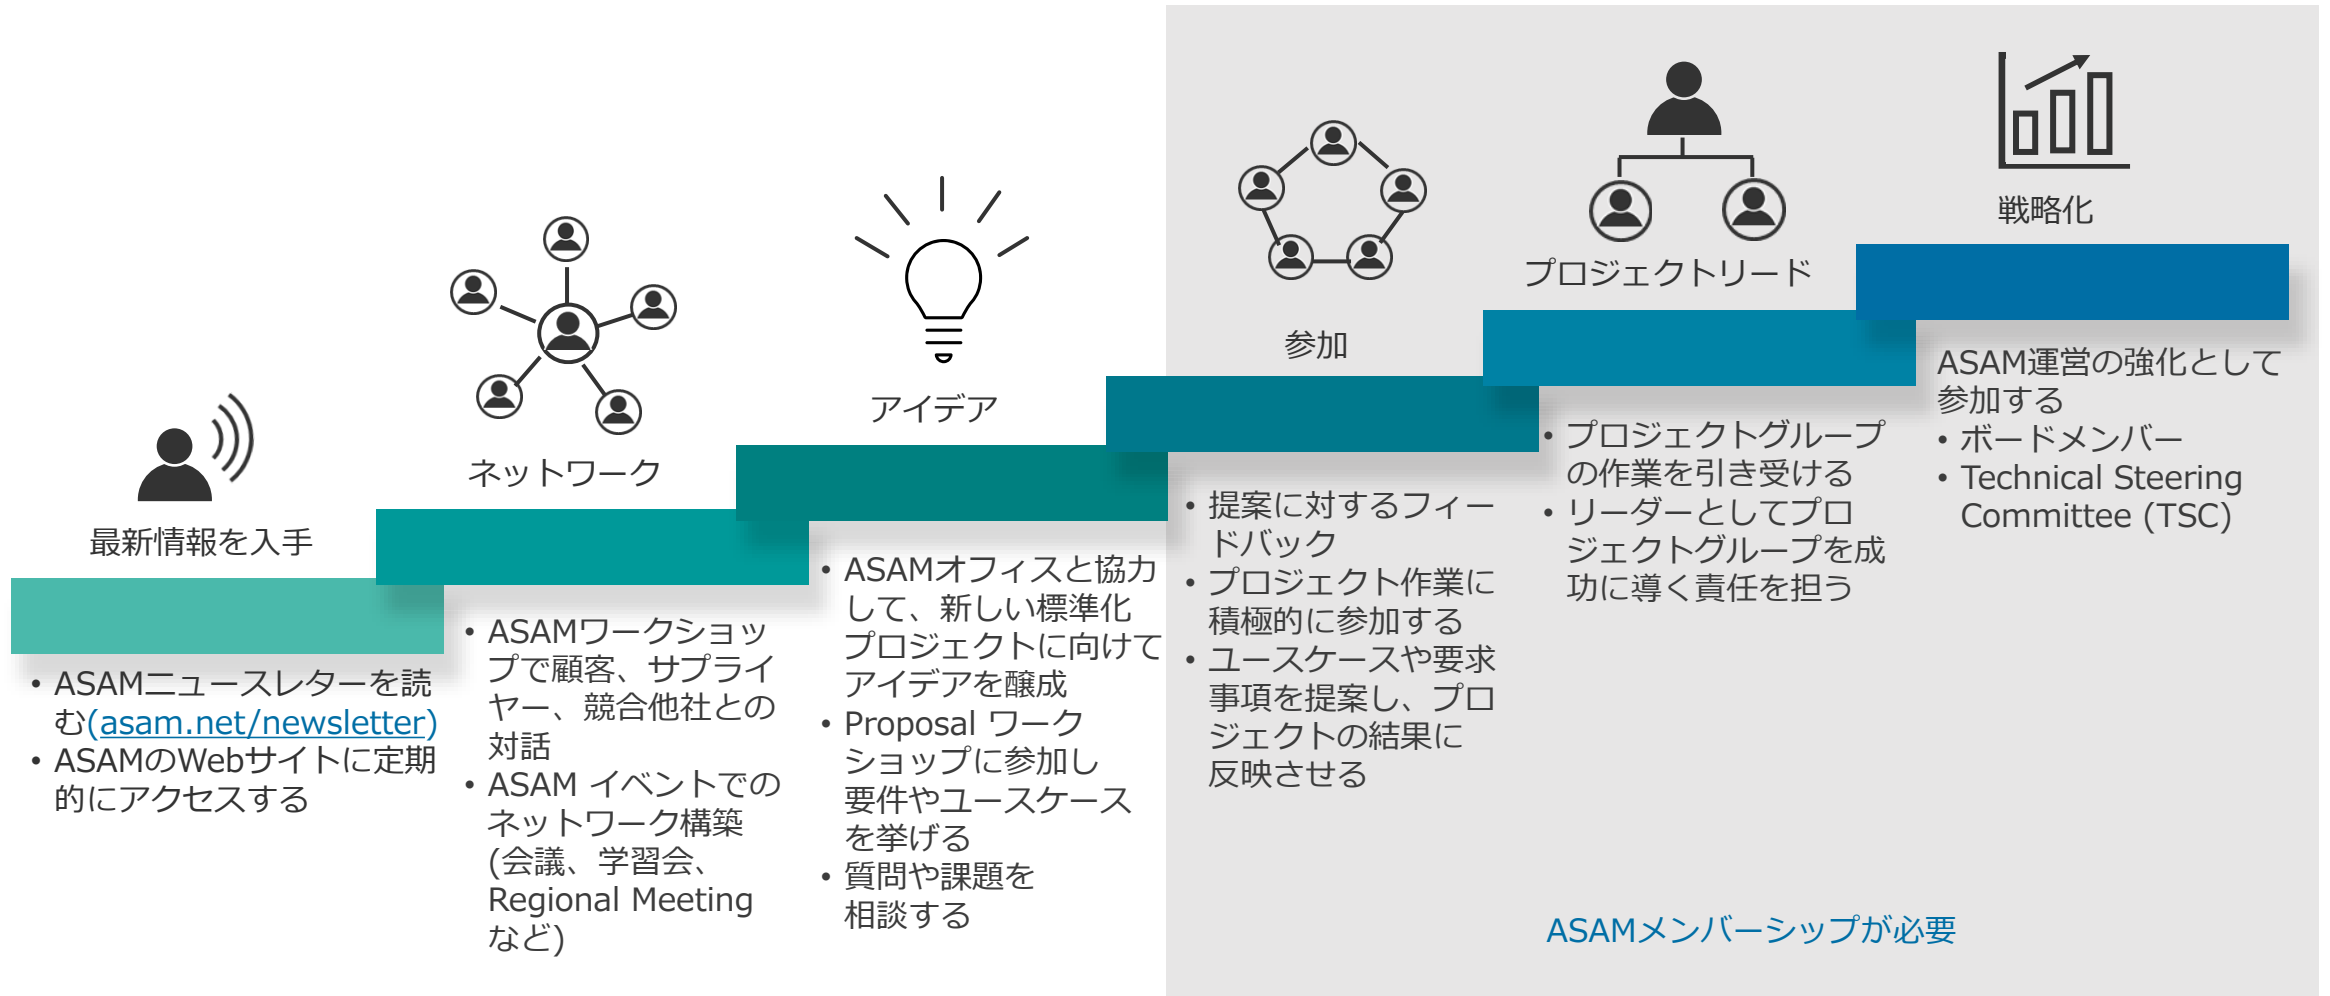 最新情報を入手
• ASAMニュースレターを読
む(asam.net/newsletter)
• ASAMのWebサイトに定期
的にアクセスする
ネットワーク
• ASAMワークショッ
プで顧客、サプライ
ヤー、競合他社との
対話
• ASAM イベントでの
ネットワーク構築
(会議、学習会、
Regional Meeting
など)
アイデア
• ASAMオフィスと協力
して、新しい標準化
プロジェクトに向けて
アイデアを醸成
• Proposal ワーク
ショップに参加し
要件やユースケース
を挙げる
• 質問や課題を
相談する
参加
• 提案に対するフィー
ドバック
• プロジェクト作業に
積極的に参加する
• ユースケースや要求
事項を提案し、プロ
ジェクトの結果に
反映させる
プロジェクトリード
• プロジェクトグループ
の作業を引き受ける
• リーダーとしてプロ
ジェクトグループを成
功に導く責任を担う
戦略化
ASAM運営の強化として
参加する
• ボードメンバー
• Technical Steering
Committee (TSC)
ASAMメンバーシップが必要